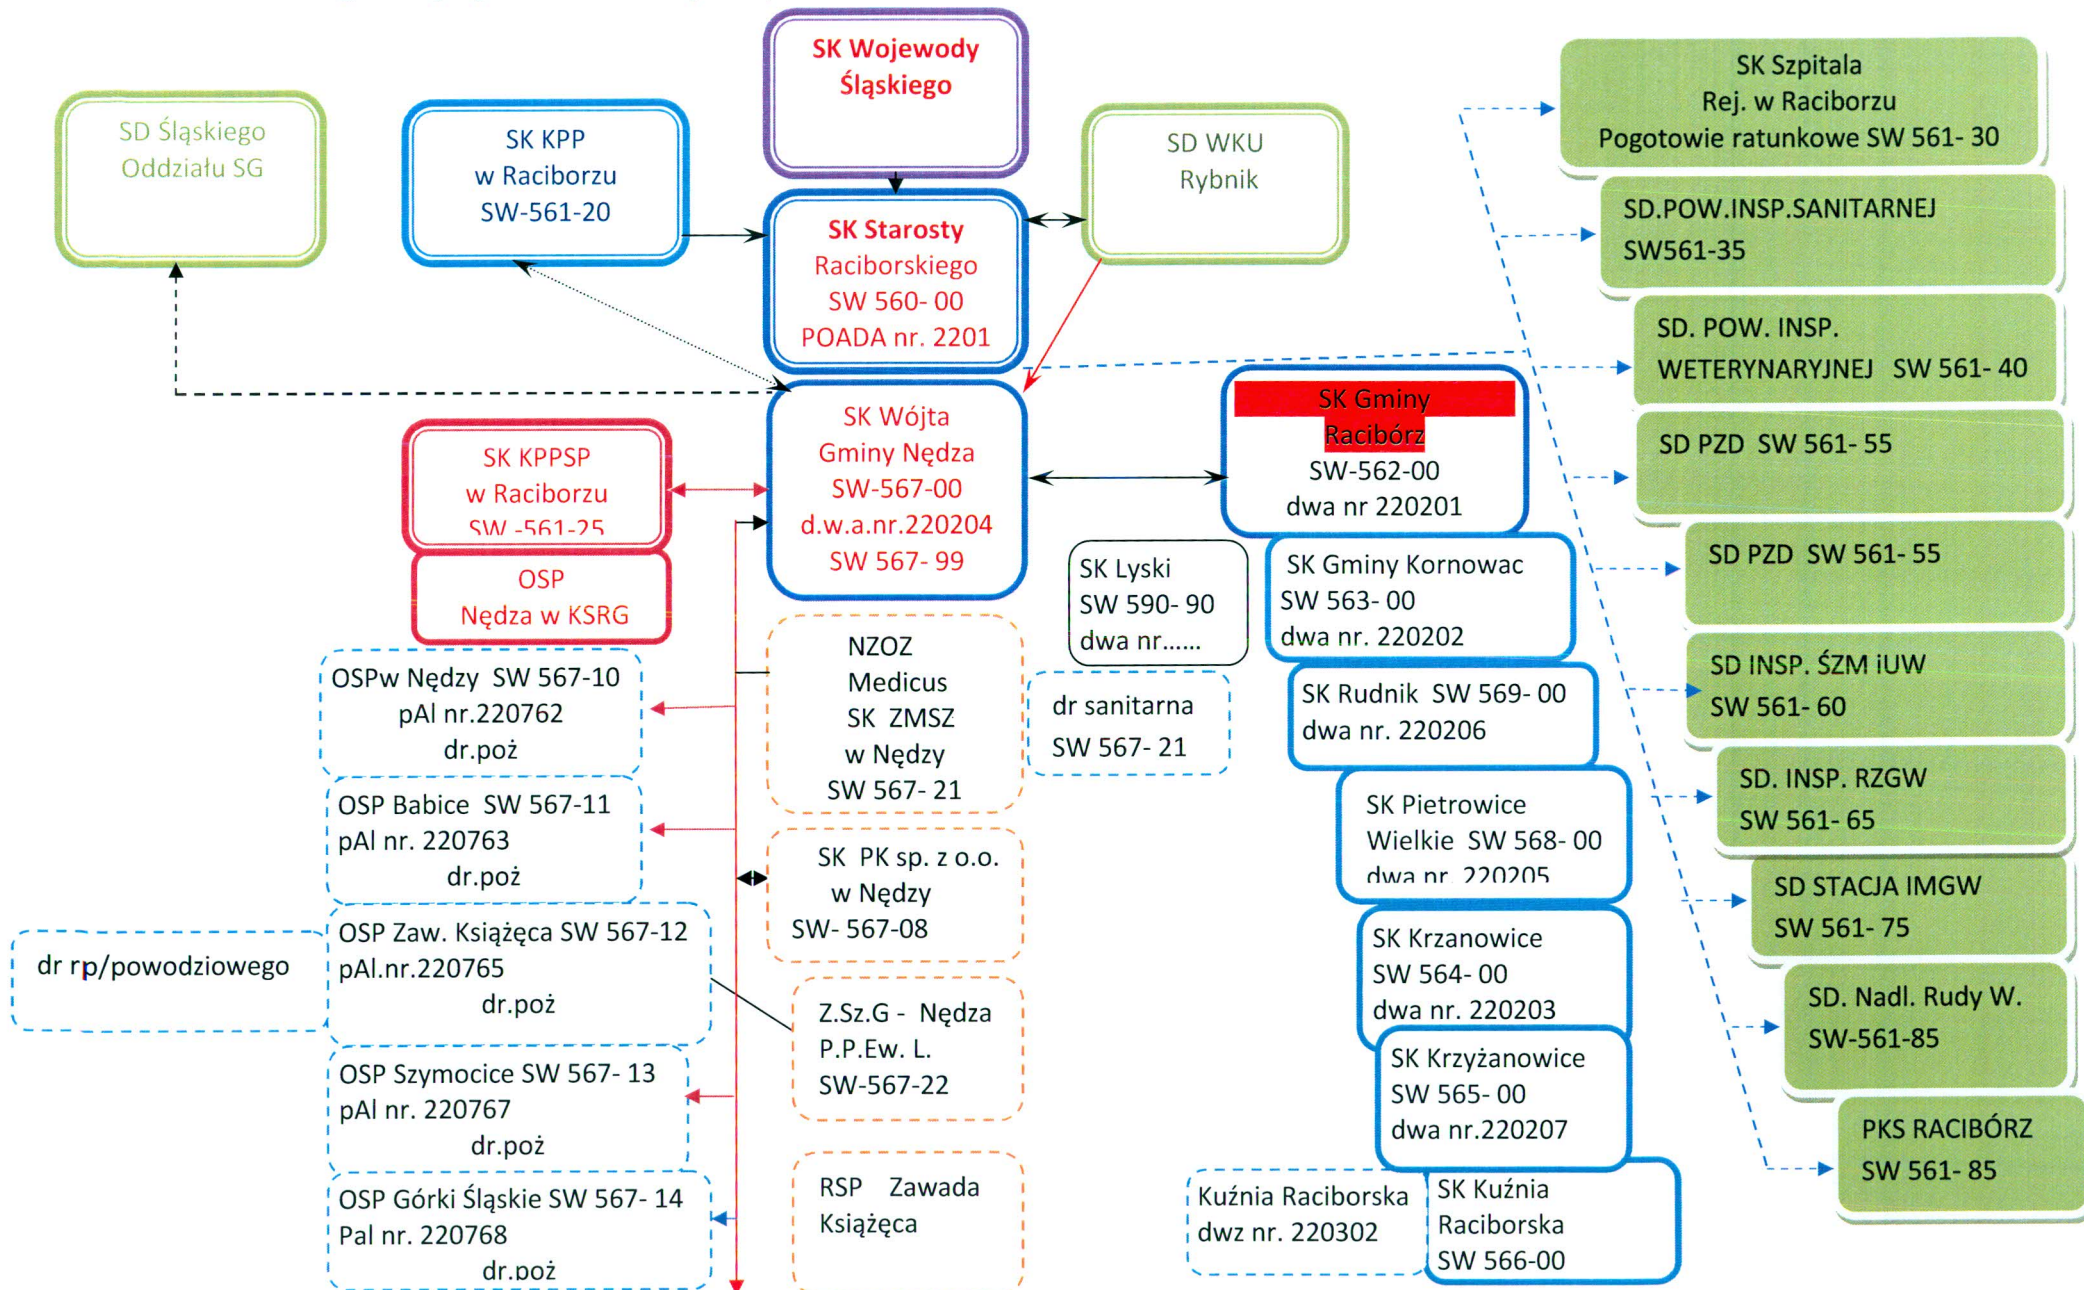 SK Wojewody
Śląskiego
SD Śląskiego
Oddziału SG
SK KPP
w Raciborzu
SW-561-20
SD WKU
Rybnik
SK Starosty
Raciborskiego
SW 560- 00
POADA nr. 2201
SK Wójta
Gminy Nędza
SW-567-00
d.w.a.nr.220204
SW 567- 99
SK KPPSP
w Raciborzu
SW -561-25
OSP
Nędza w KSRG
OSPw Nędzy SW 567-10
pAl nr.220762
dr.poż
OSP Babice SW 567-11
pAl nr. 220763
dr.poż
OSP Zaw. Książęca SW 567-12
pAl.nr.220765
dr.poż
dr rp/powodziowego
OSP Szymocice SW 567- 13
pAl nr. 220767
dr.poż
OSP Górki Śląskie SW 567- 14
Pal nr. 220768
dr.poż
NZOZ
Medicus
SK ZMSZ
w Nędzy
SW 567- 21
dr sanitarna
SW 567- 21
SK PK sp. z o.o.
w Nędzy
SW- 567-08
Z.Sz.G - Nędza
P.P.Ew. L.
SW-567-22
RSP Zawada
Książęca
SK Gminy
Racibórz
SW-562-00
dwa nr 220201
SK Lyski
SW 590- 90
dwa nr......
SK Gminy Kornowac
SW 563- 00
dwa nr. 220202
SK Rudnik SW 569- 00
dwa nr. 220206
SK Pietrowice
Wielkie SW 568- 00
dwa nr. 220205
SK Krzanowice
SW 564- 00
dwa nr. 220203
SK Krzyżanowice
SW 565- 00
dwa nr.220207
Kuźnia Raciborska
dwz nr. 220302
SK Kuźnia
Raciborska
SW 566-00
SK Szpitala
Rej. w Raciborzu
Pogotowie ratunkowe SW 561- 30
SD.POW.INSP.SANITARNEJ
SW561-35
SD. POW. INSP.
WETERYNARYJNEJ SW 561- 40
SD PZD SW 561- 55
SD PZD SW 561- 55
SD INSP. ŚZM iUW
SW 561- 60
SD. INSP. RZGW
SW 561- 65
SD STACJA IMGW
SW 561- 75
SD. Nadl. Rudy W.
SW-561-85
PKS RACIBÓRZ
SW 561- 85